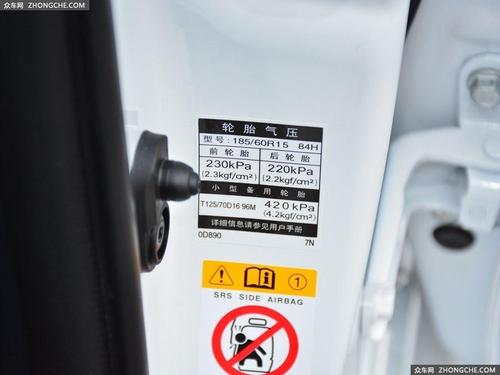 众车网 ZHONGCHE.COM
轮胎气压
型号:185/60R15 84H
前轮胎 后轮胎
230kPa 220kPa
(2.3kgf/cm²) (2.2kgf/cm²)
小型备用轮胎
T125/70D16 96M 420kPa
(4.2kgf/cm²)
详细信息请参见用户手册
0D890 7N
1
SRS SIDE AIRBAG
众车网 ZHONGCHE.COM